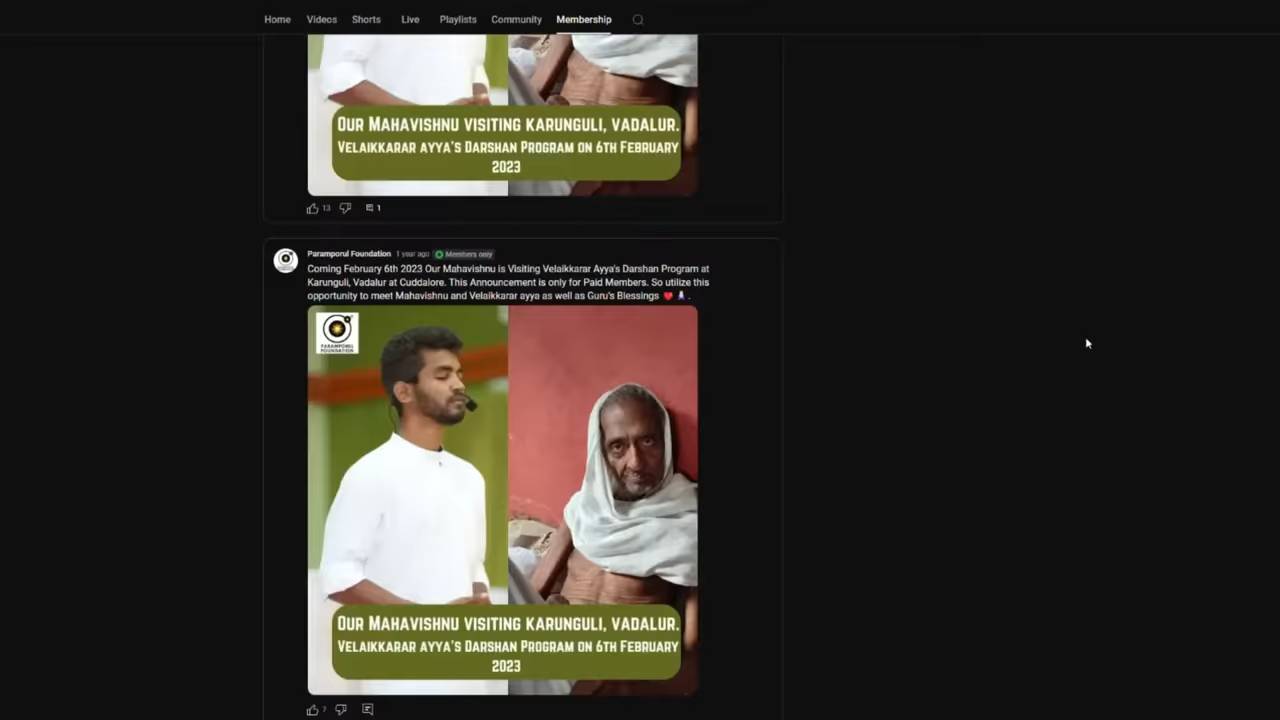 Home Videos Shorts Live Playlists Community Membership
OUR MAHAVISHNU VISITING KARUNGULI, VADALUR.
VELAIKKARAR AYYA'S DARSHAN PROGRAM ON 6TH FEBRUARY
2023
13 1
Paramporul Foundation 1 year ago Members only
Coming February 6th 2023 Our Mahavishnu is Visiting Velaikkarar Ayya's Darshan Program at
Karunguli, Vadalur at Cuddalore. This Announcement is only for Paid Members. So utilize this
opportunity to meet Mahavishnu and Velaikkarar ayya as well as Guru's Blessings ❤️ .
PARAMPORUL
FOUNDATION
OUR MAHAVISHNU VISITING KARUNGULI, VADALUR.
VELAIKKARAR AYYA'S DARSHAN PROGRAM ON 6TH FEBRUARY
2023
7